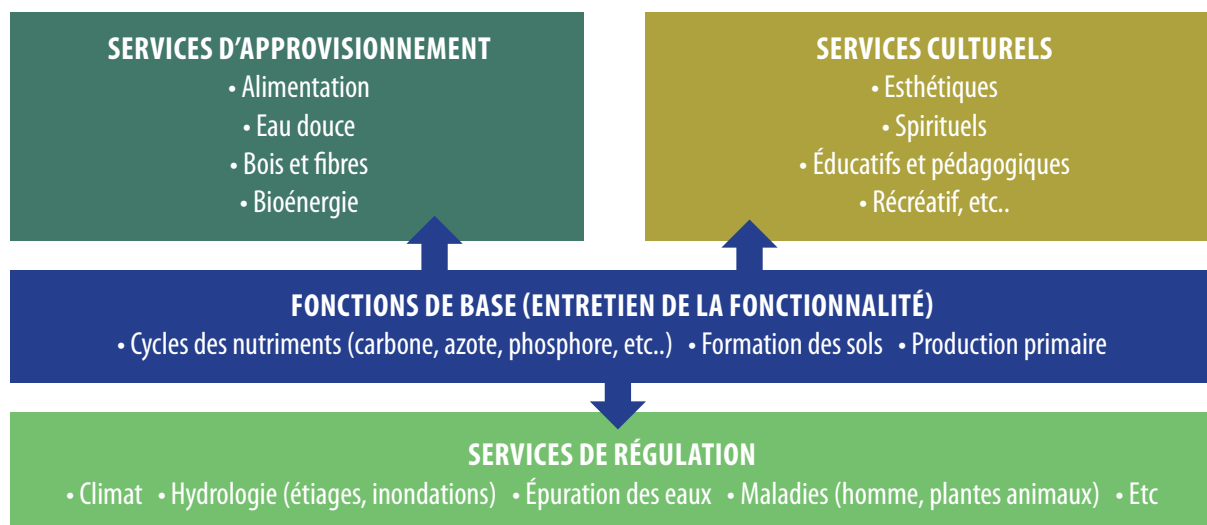 SERVICES D’APPROVISIONNEMENT
• Alimentation
• Eau douce
• Bois et fibres
• Bioénergie
SERVICES CULTURELS
• Esthétiques
• Spirituels
• Éducatifs et pédagogiques
• Récréatif, etc..
FONCTIONS DE BASE (ENTRETIEN DE LA FONCTIONNALITÉ)
• Cycles des nutriments (carbone, azote, phosphore, etc..) • Formation des sols • Production primaire
SERVICES DE RÉGULATION
• Climat • Hydrologie (étiages, inondations) • Épuration des eaux • Maladies (homme, plantes animaux) • Etc